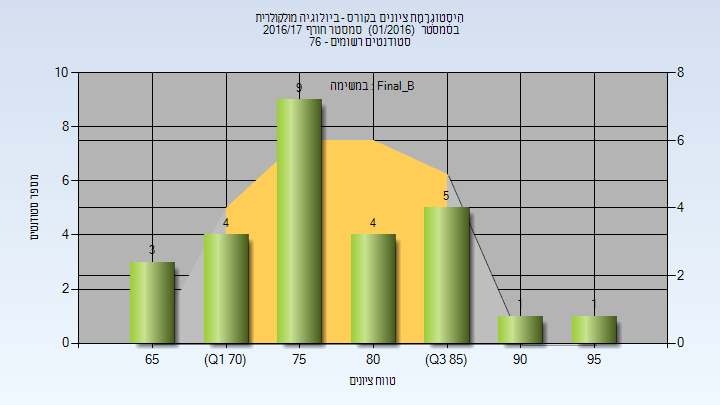 היסטוגרמת ציונים בקורס - ביולוגיה מולקולרית
בסמסטר (01/2016) סמסטר חורף 2016/17
סטודנטים רשומים - 76
במשימה : Final_B
מספר סטודנטים
10
8
6
4
2
0
8
6
4
2
0
3
4
9
4
5
1
1
65
(Q1 70)
75
80
(Q3 85)
90
95
טווח ציונים